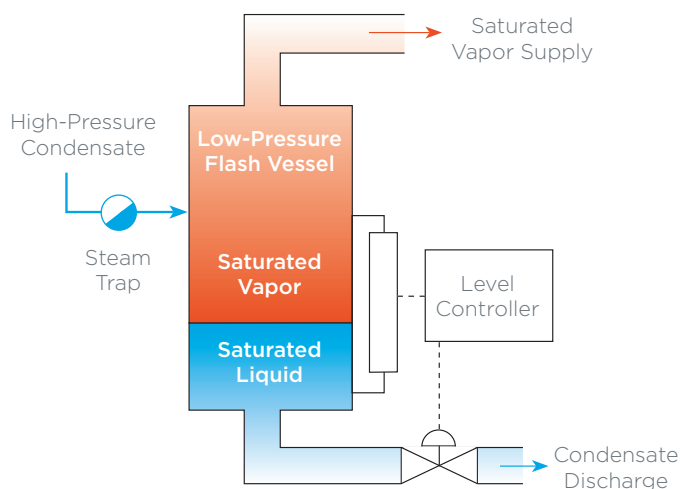 Saturated
Vapor Supply
High-Pressure
Condensate
Low-Pressure
Flash Vessel
Steam
Trap
Saturated
Vapor
Level
Controller
Saturated
Liquid
Condensate
Discharge